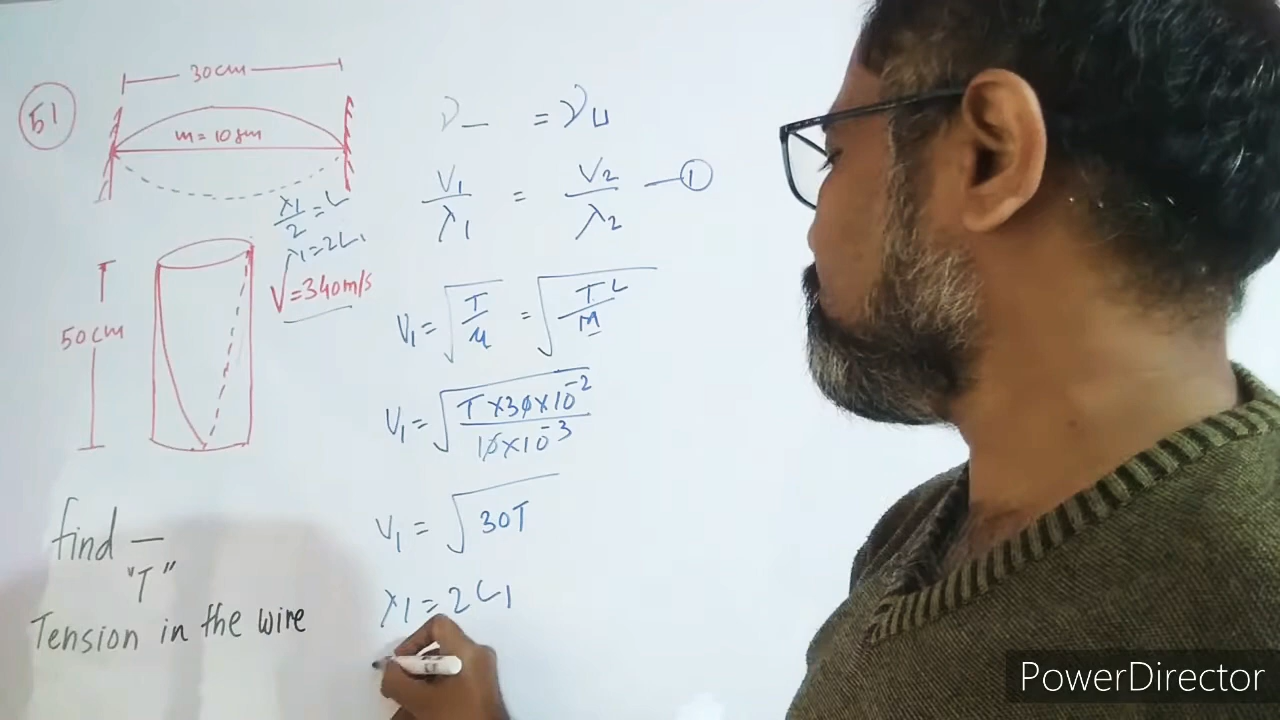 51
30cm
m = 10gm
λ1/2 = L
λ1 = 2L1
V = 340m/s
50cm
find —
"T"
Tension in the wire
ν_ = ν⊔
V1/λ1 = V2/λ2 — ①
V1 = √(T/μ) = √(TL/M)
V1 = √(T×30×10⁻²/10×10⁻³)
V1 = √30T
λ1 = 2L1
PowerDirector